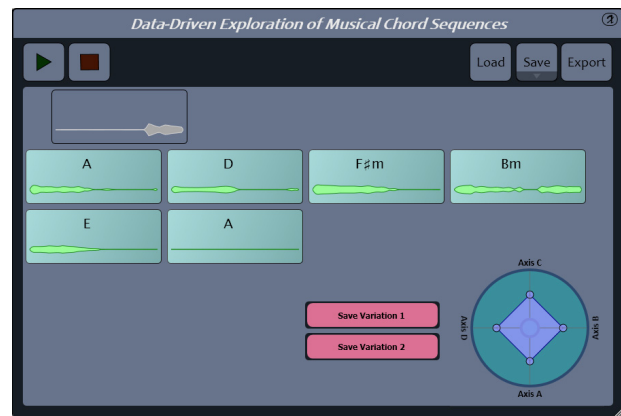 Data-Driven Exploration of Musical Chord Sequences
Load Save Export
A D F♯m Bm
E A
Axis C
Save Variation 1
Save Variation 2
Axis D
Axis B
Axis A